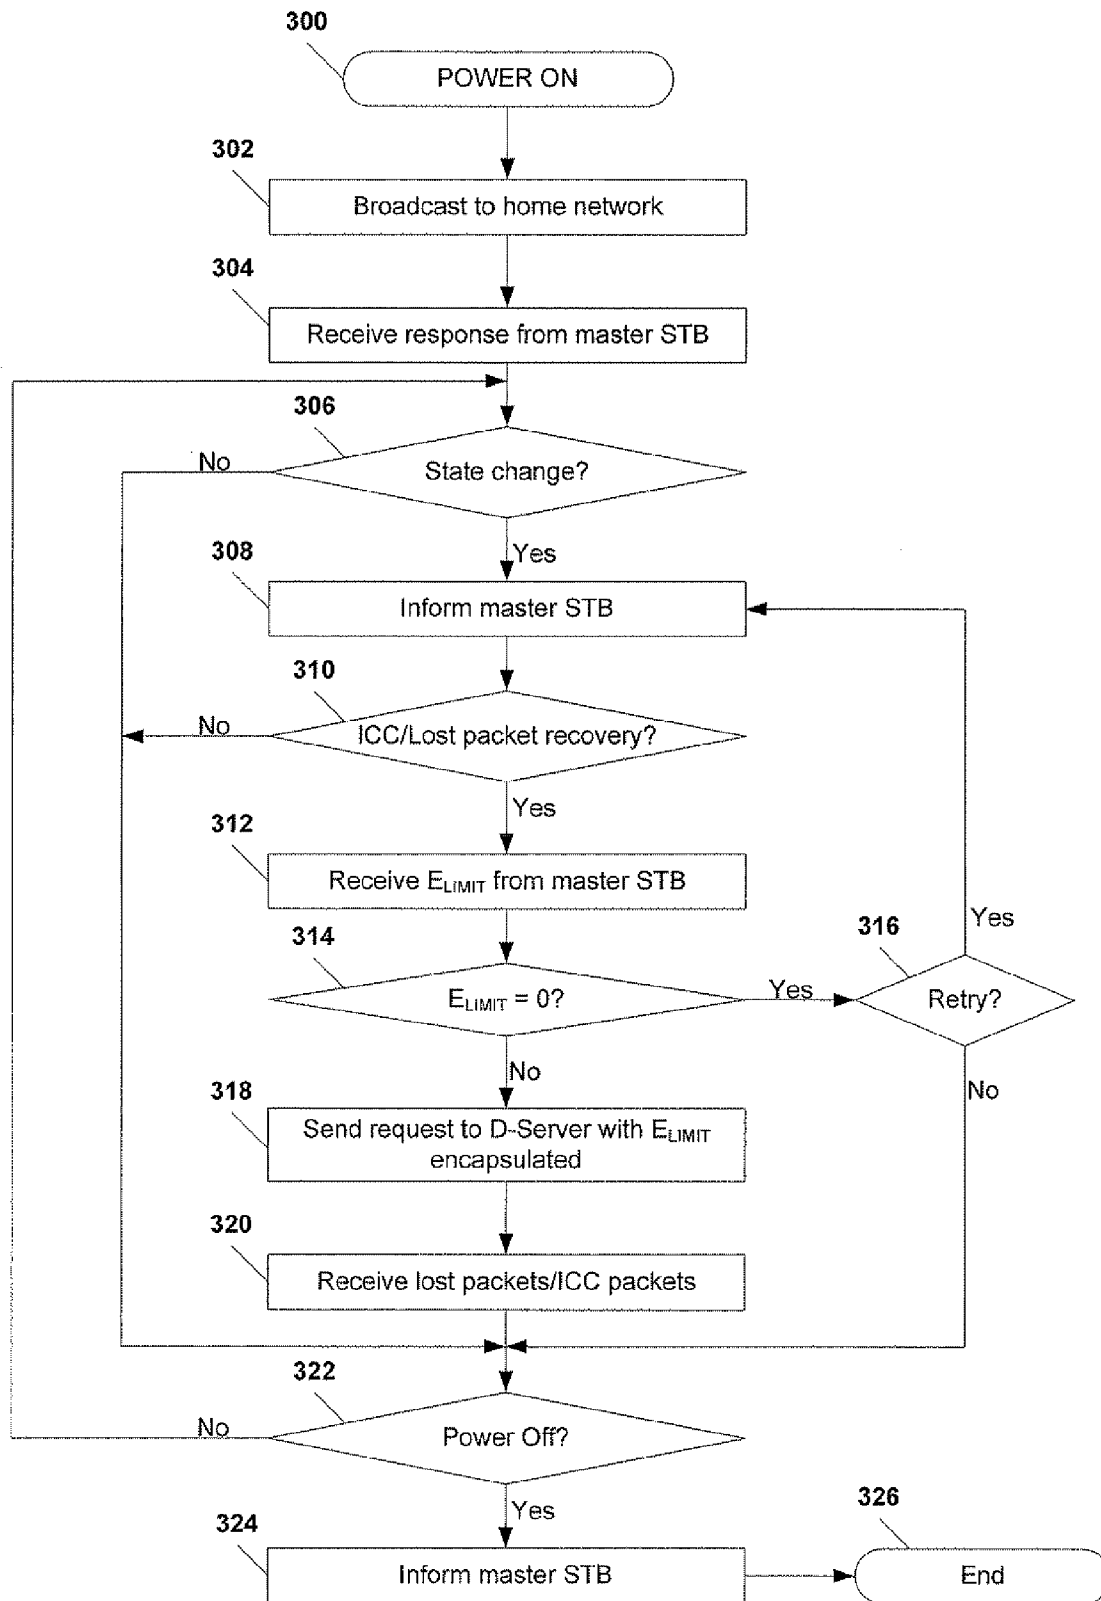 300
POWER ON
302
Broadcast to home network
304
Receive response from master STB
306
No
State change?
Yes
308
Inform master STB
310
No
ICC/Lost packet recovery?
Yes
312
Receive ELIMIT from master STB
314
ELIMIT = 0?
Yes
316
Yes
Retry?
No
No
318
Send request to D-Server with ELIMIT
encapsulated
320
Receive lost packets/ICC packets
322
No
Power Off?
Yes
324
Inform master STB
326
End